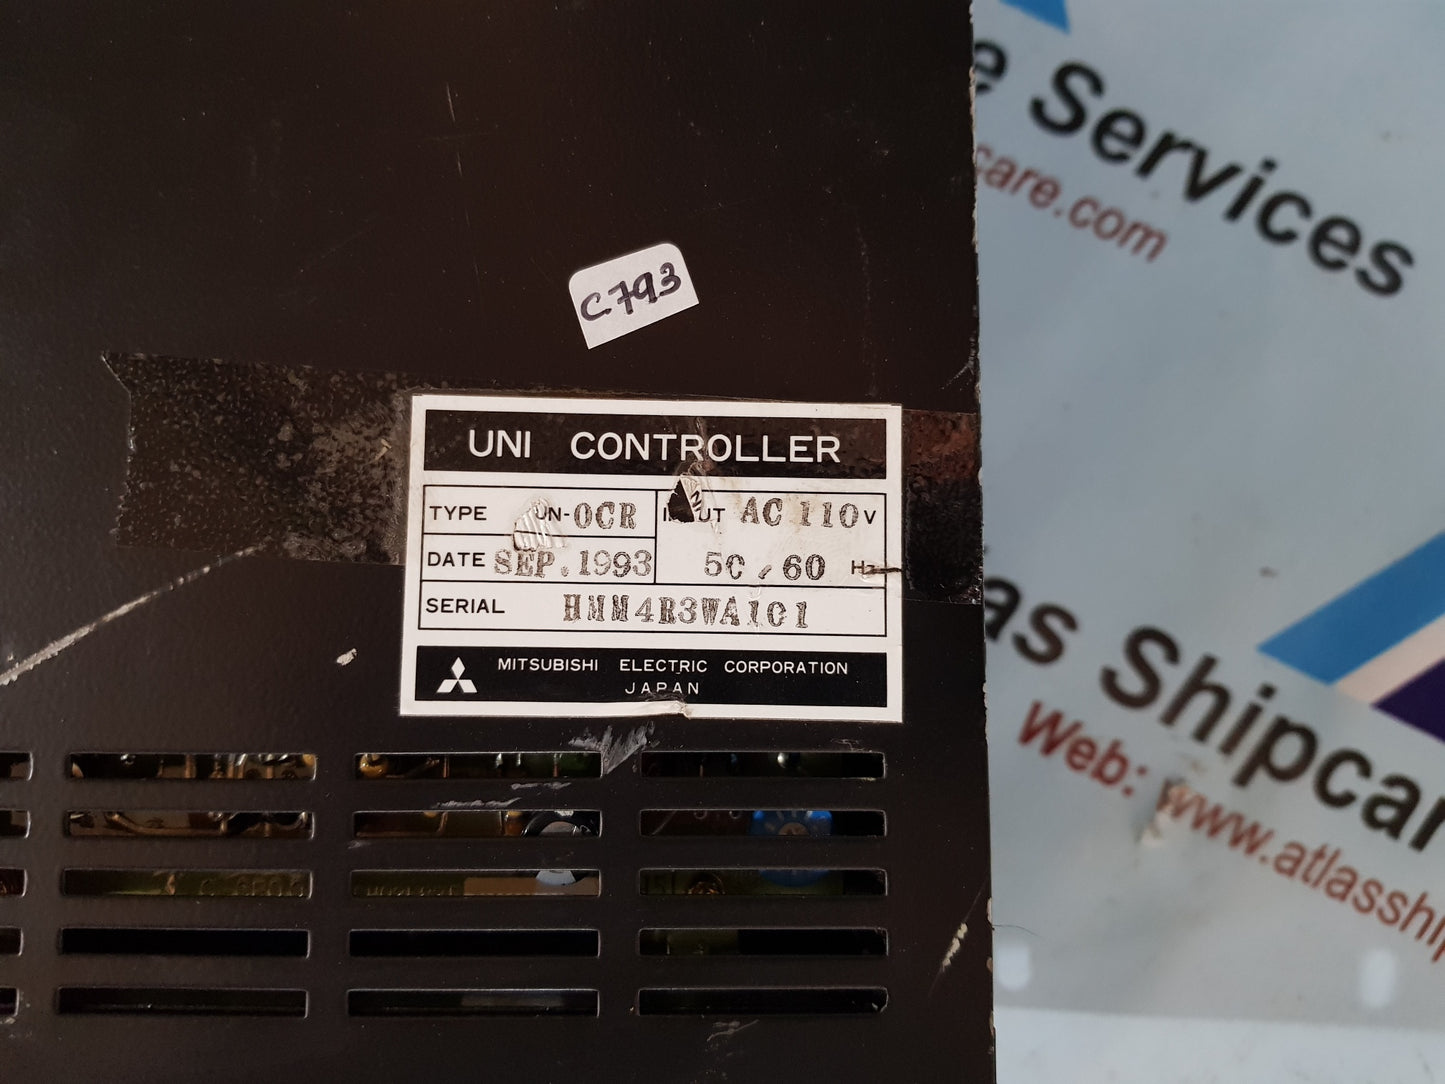 Services
care.com
C793
UNI CONTROLLER
TYPE UN-OCR
INPUT AC 110V
DATE SEP.1993
50,60 Hz
SERIAL HMM4R3WA1C1
MITSUBISHI ELECTRIC CORPORATION
JAPAN
as Shipcar
Web: www.atlasship